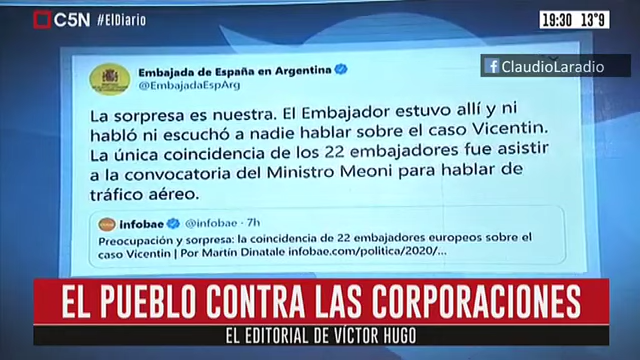 C5N #ElDiario
19:30 13°9
ClaudioLaradio
Embajada de España en Argentina
@EmbajadaEspArg
La sorpresa es nuestra. El Embajador estuvo allí y ni
habló ni escuchó a nadie hablar sobre el caso Vicentin.
La única coincidencia de los 22 embajadores fue asistir
a la convocatoria del Ministro Meoni para hablar de
tráfico aéreo.
infobae @infobae · 7h
Preocupación y sorpresa: la coincidencia de 22 embajadores europeos sobre el
caso Vicentin | Por Martín Dinatale infobae.com/politica/2020/...
EL PUEBLO CONTRA LAS CORPORACIONES
EL EDITORIAL DE VÍCTOR HUGO